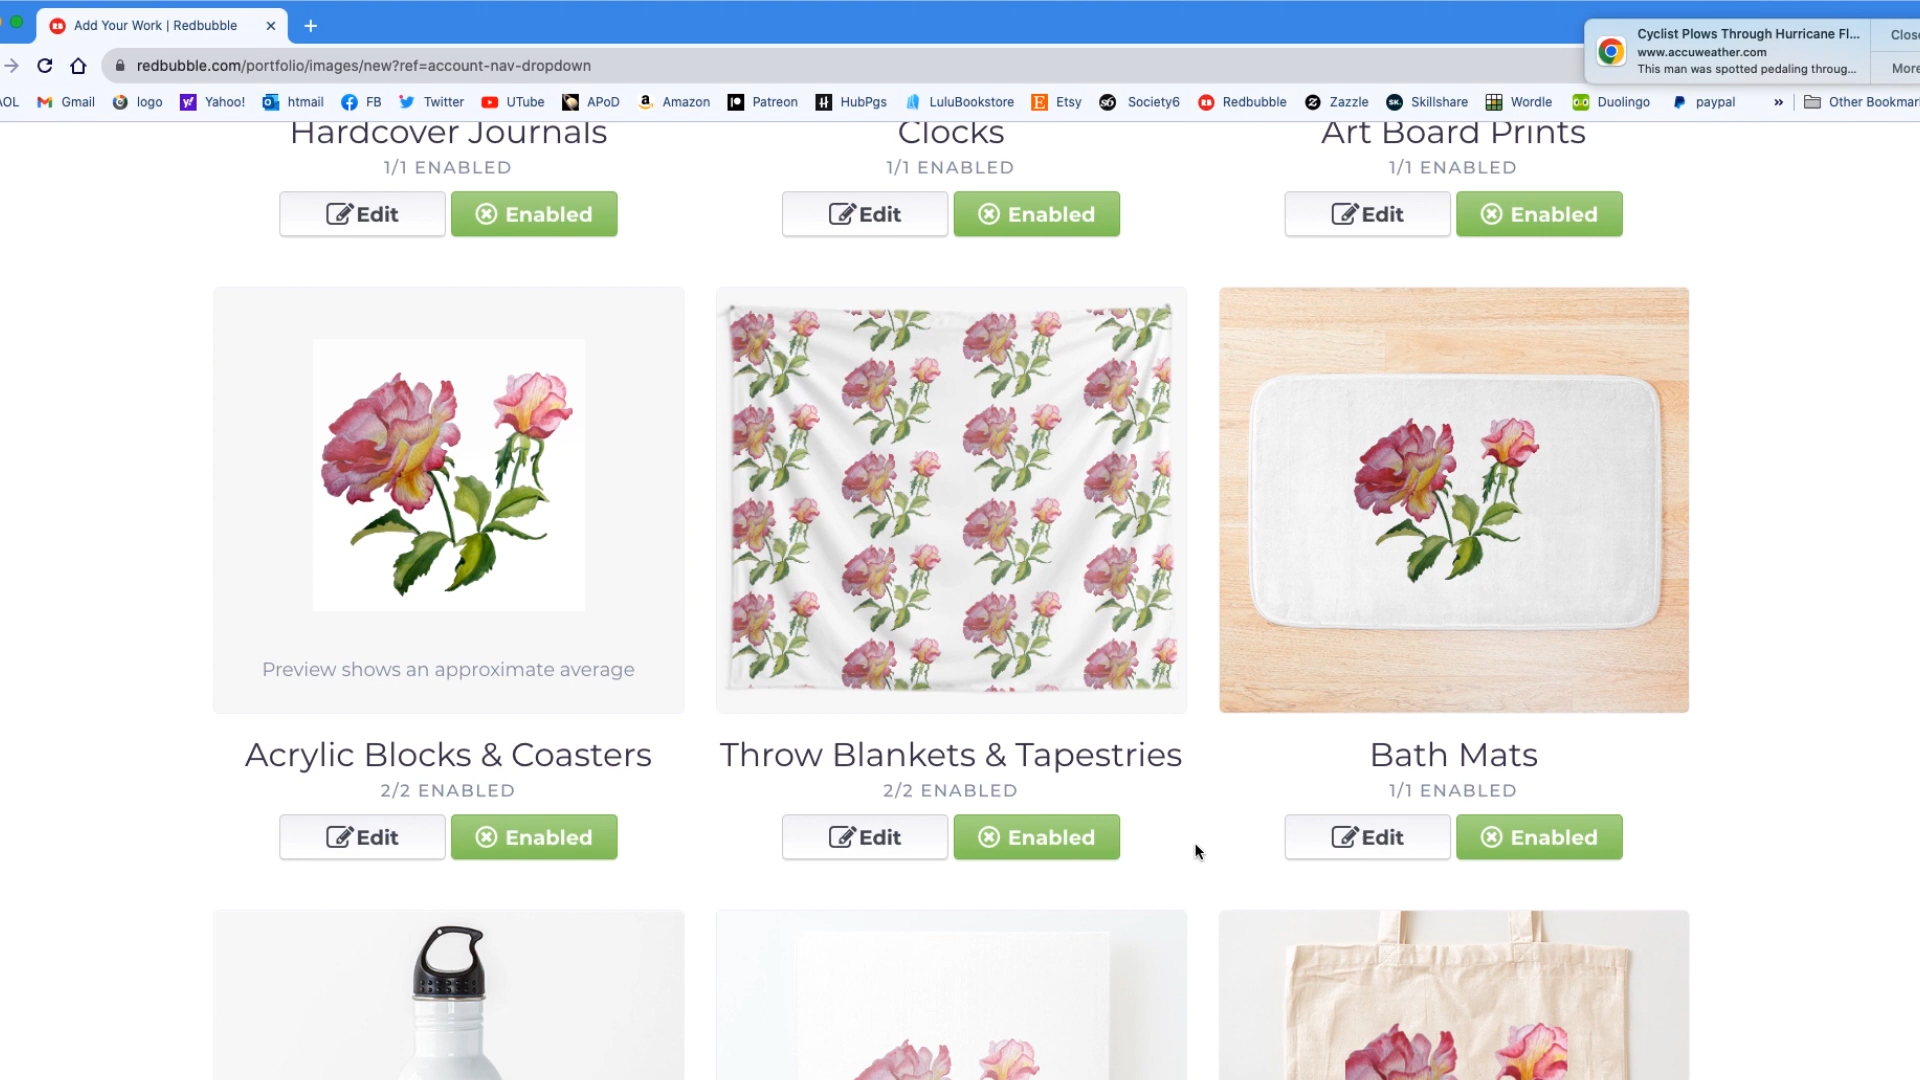 Add Your Work | Redbubble
Cyclist Plows Through Hurricane Fl...
www.accuweather.com
This man was spotted pedaling throug...
Close
More
redbubble.com/portfolio/images/new?ref=account-nav-dropdown
AOL Gmail logo Yahoo! htmail FB Twitter UTube APoD Amazon Patreon HubPgs LuluBookstore Etsy Society6 Redbubble Zazzle Skillshare Wordle Duolingo paypal » Other Bookmar
Hardcover Journals Clocks Art Board Prints
1/1 ENABLED 1/1 ENABLED 1/1 ENABLED
Edit Enabled Edit Enabled Edit Enabled
Preview shows an approximate average
Acrylic Blocks & Coasters Throw Blankets & Tapestries Bath Mats
2/2 ENABLED 2/2 ENABLED 1/1 ENABLED
Edit Enabled Edit Enabled Edit Enabled